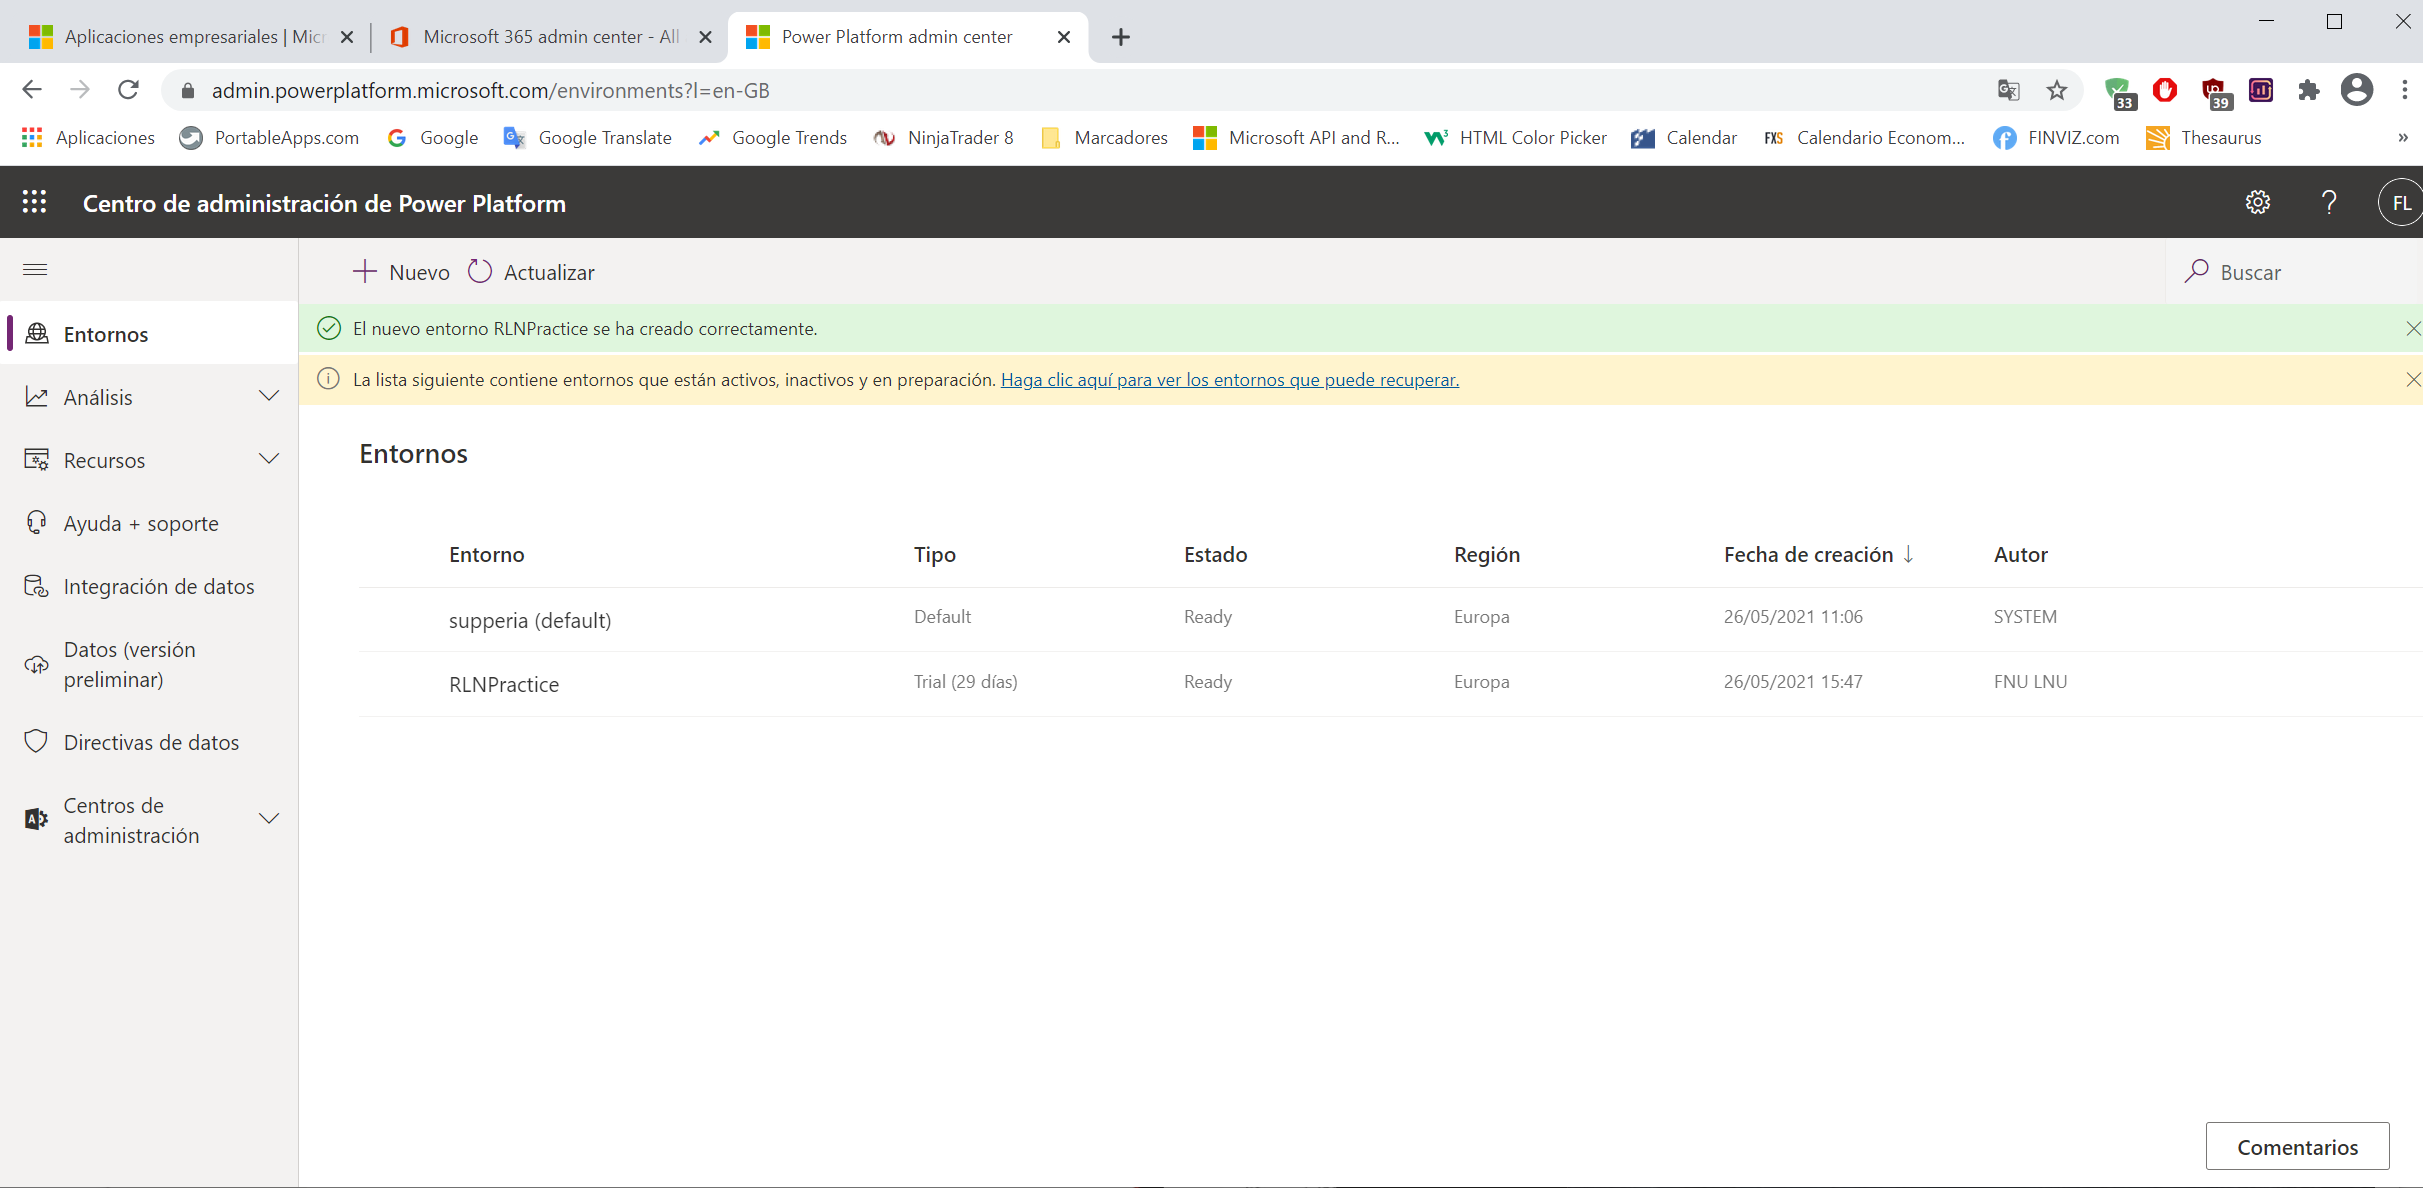 Aplicaciones empresariales | Micr
Microsoft 365 admin center - All
Power Platform admin center
admin.powerplatform.microsoft.com/environments?l=en-GB
33
39
Aplicaciones
PortableApps.com
Google
Google Translate
Google Trends
NinjaTrader 8
Marcadores
Microsoft API and R...
HTML Color Picker
Calendar
FXS
Calendario Econom...
FINVIZ.com
Thesaurus
»
Centro de administración de Power Platform
?
FL
Nuevo
Actualizar
Buscar
El nuevo entorno RLNPractice se ha creado correctamente.
La lista siguiente contiene entornos que están activos, inactivos y en preparación. Haga clic aquí para ver los entornos que puede recuperar.
Entornos
Análisis
Recursos
Ayuda + soporte
Integración de datos
Datos (versión
preliminar)
Directivas de datos
Centros de
administración
Entornos
Entorno Tipo Estado Región Fecha de creación ↓ Autor
supperia (default) Default Ready Europa 26/05/2021 11:06 SYSTEM
RLNPractice Trial (29 días) Ready Europa 26/05/2021 15:47 FNU LNU
Comentarios